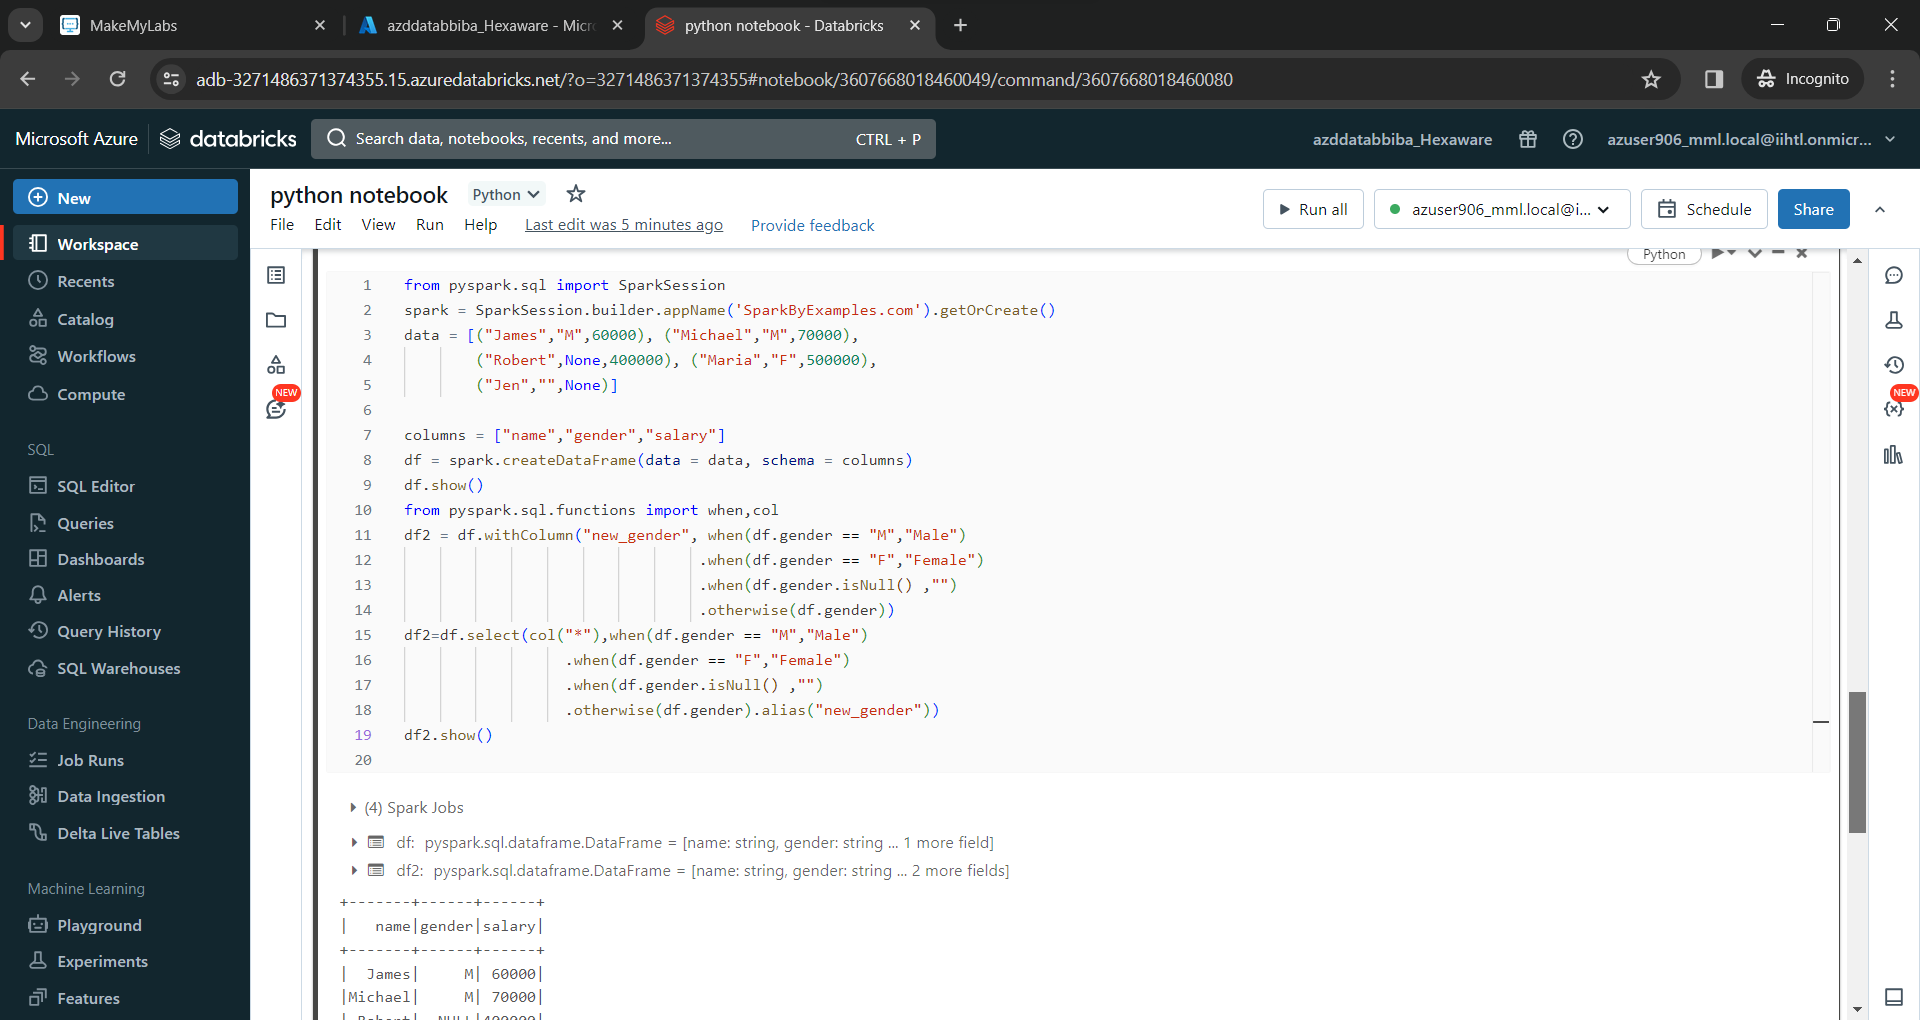 MakeMyLabs
azddatabbiba_Hexaware - Micr
python notebook - Databricks
adb-3271486371374355.15.azuredatabricks.net/?o=3271486371374355#notebook/3607668018460049/command/3607668018460080
Incognito
Microsoft Azure
databricks
Search data, notebooks, recents, and more...
CTRL + P
azddatabbiba_Hexaware
azuser906_mml.local@iihtl.onmicr...
New
Workspace
Recents
Catalog
Workflows
Compute
SQL
SQL Editor
Queries
Dashboards
Alerts
Query History
SQL Warehouses
Data Engineering
Job Runs
Data Ingestion
Delta Live Tables
Machine Learning
Playground
Experiments
Features
python notebook
Python
File Edit View Run Help Last edit was 5 minutes ago Provide feedback
Run all
azuser906_mml.local@i...
Schedule
Share
NEW
NEW
Python
1 from pyspark.sql import SparkSession
2 spark = SparkSession.builder.appName('SparkByExamples.com').getOrCreate()
3 data = [("James","M",60000), ("Michael","M",70000),
4 ("Robert",None,400000), ("Maria","F",500000),
5 ("Jen","",None)]
6
7 columns = ["name","gender","salary"]
8 df = spark.createDataFrame(data = data, schema = columns)
9 df.show()
10 from pyspark.sql.functions import when,col
11 df2 = df.withColumn("new_gender", when(df.gender == "M","Male")
12 .when(df.gender == "F","Female")
13 .when(df.gender.isNull() ,"")
14 .otherwise(df.gender))
15 df2=df.select(col("*"),when(df.gender == "M","Male")
16 .when(df.gender == "F","Female")
17 .when(df.gender.isNull() ,"")
18 .otherwise(df.gender).alias("new_gender"))
19 df2.show()
20
(4) Spark Jobs
df: pyspark.sql.dataframe.DataFrame = [name: string, gender: string ... 1 more field]
df2: pyspark.sql.dataframe.DataFrame = [name: string, gender: string ... 2 more fields]
+-------+------+------+
|   name|gender|salary|
+-------+------+------+
|  James|     M| 60000|
|Michael|     M| 70000|
| Robert|  NULL|400000|